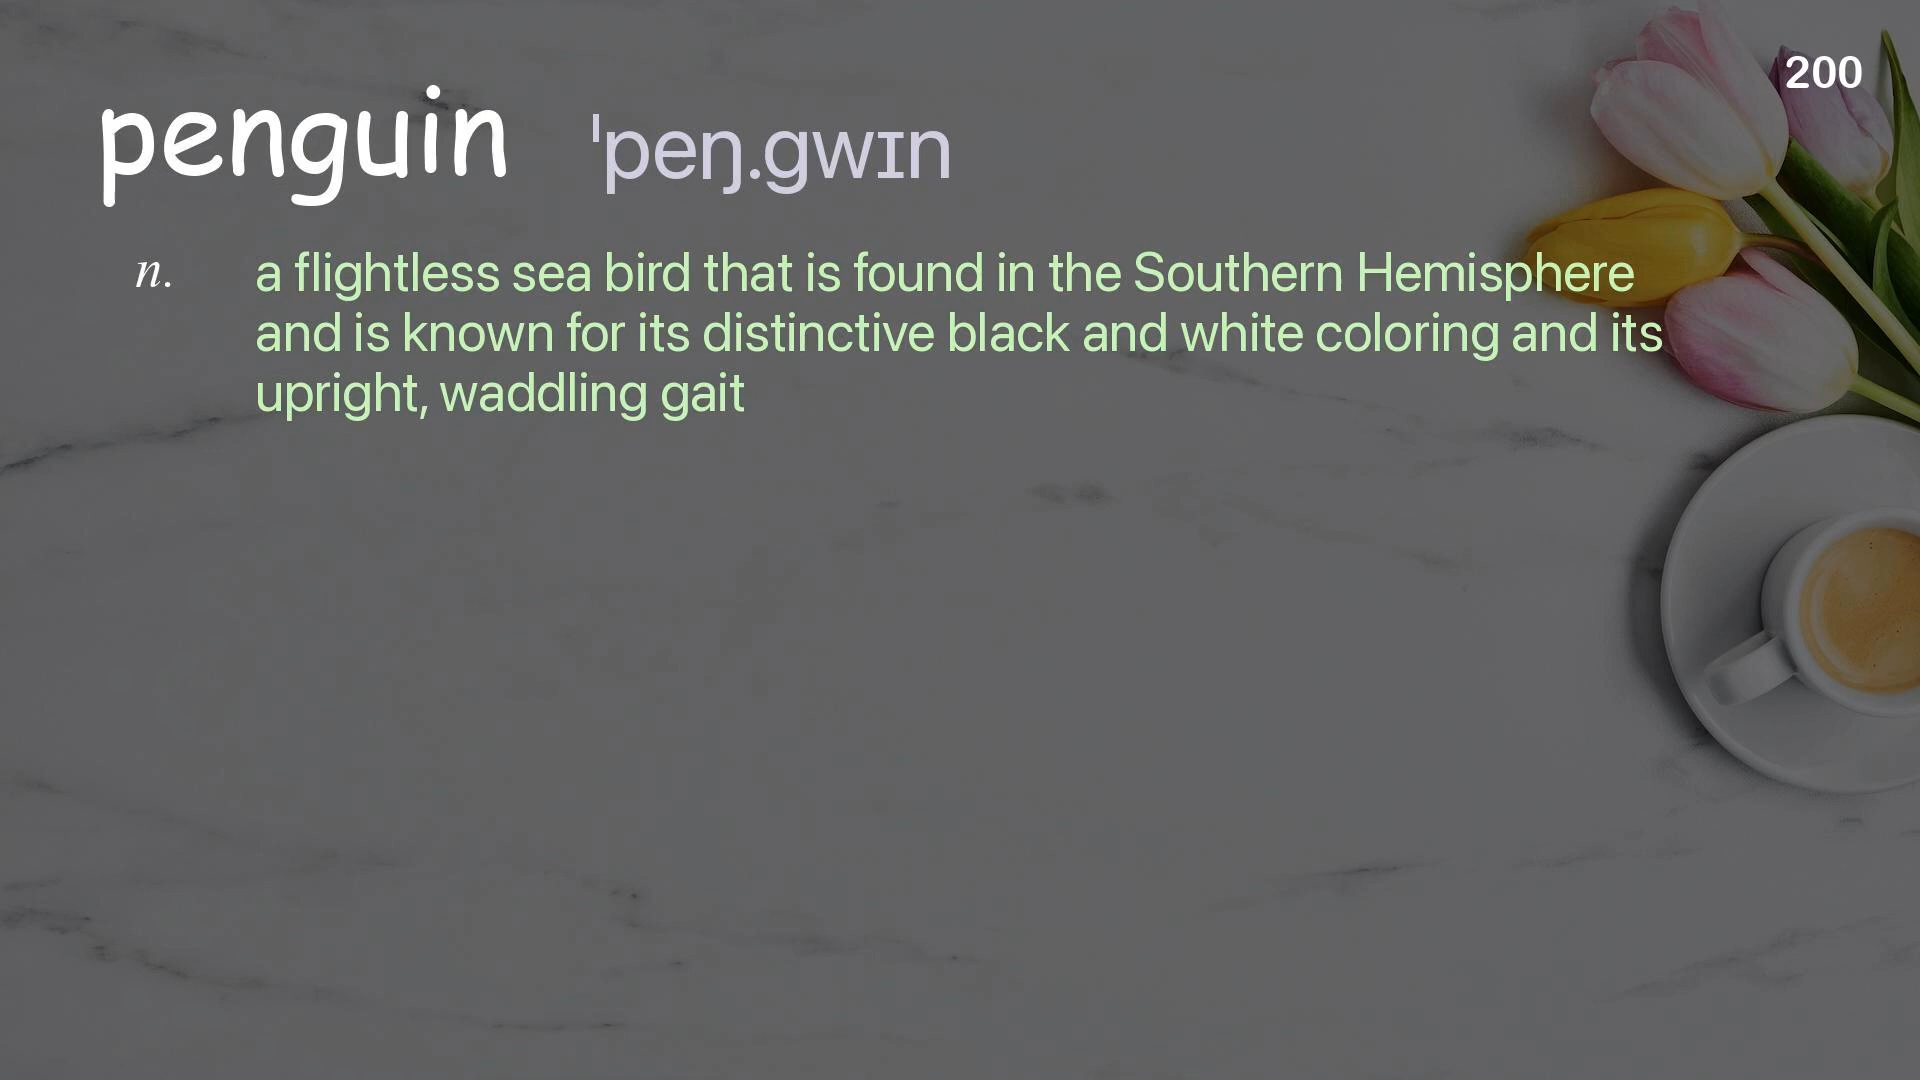 200
penguin ˈpeŋ.ɡwɪn
n. a flightless sea bird that is found in the Southern Hemisphere
and is known for its distinctive black and white coloring and its
upright, waddling gait